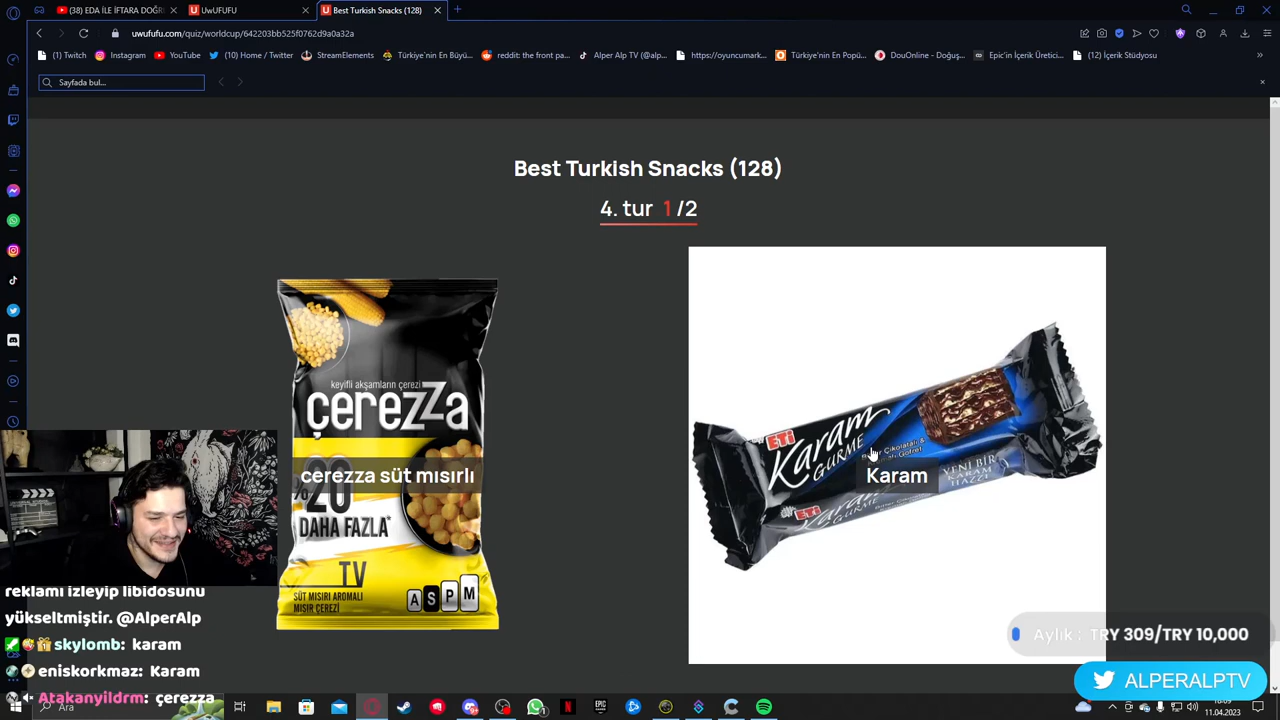 (38) EDA İLE İFTARA DOĞR
UwUFUFU
Best Turkish Snacks (128)
uwufufu.com/quiz/worldcup/642203bb525f0762d9a0ca32a
(1) Twitch
Instagram
YouTube
(10) Home / Twitter
StreamElements
Türkiye'nin En Büyü...
reddit: the front pa...
Alper Alp TV (@alp...
https://oyuncumark...
Türkiye'nin En Popü...
DouOnline - Doğuş...
Epic'in İçerik Üretici...
(12) İçerik Stüdyosu
Sayfada bul...
Best Turkish Snacks (128)
4. tur 1 /2
keyifli akşamların çerezi
çerezza
cerezza süt mısırlı
%20
DAHA FAZLA*
TV
SÜT MISIRI AROMALI
MISIR ÇEREZİ
A S P M
ETİ
Karam
GURME
Karam
YENİ BİR
KARAM
HAZZI
ETİ
reklamı izleyip libidosunu
yükseltmiştir. @AlperAlp
skylomb: karam
eniskorkmaz: Karam
Atakanyildrm: çerezza
Aylık : TRY 309/TRY 10,000
ALPERALPTV
Ara
11.04.2023